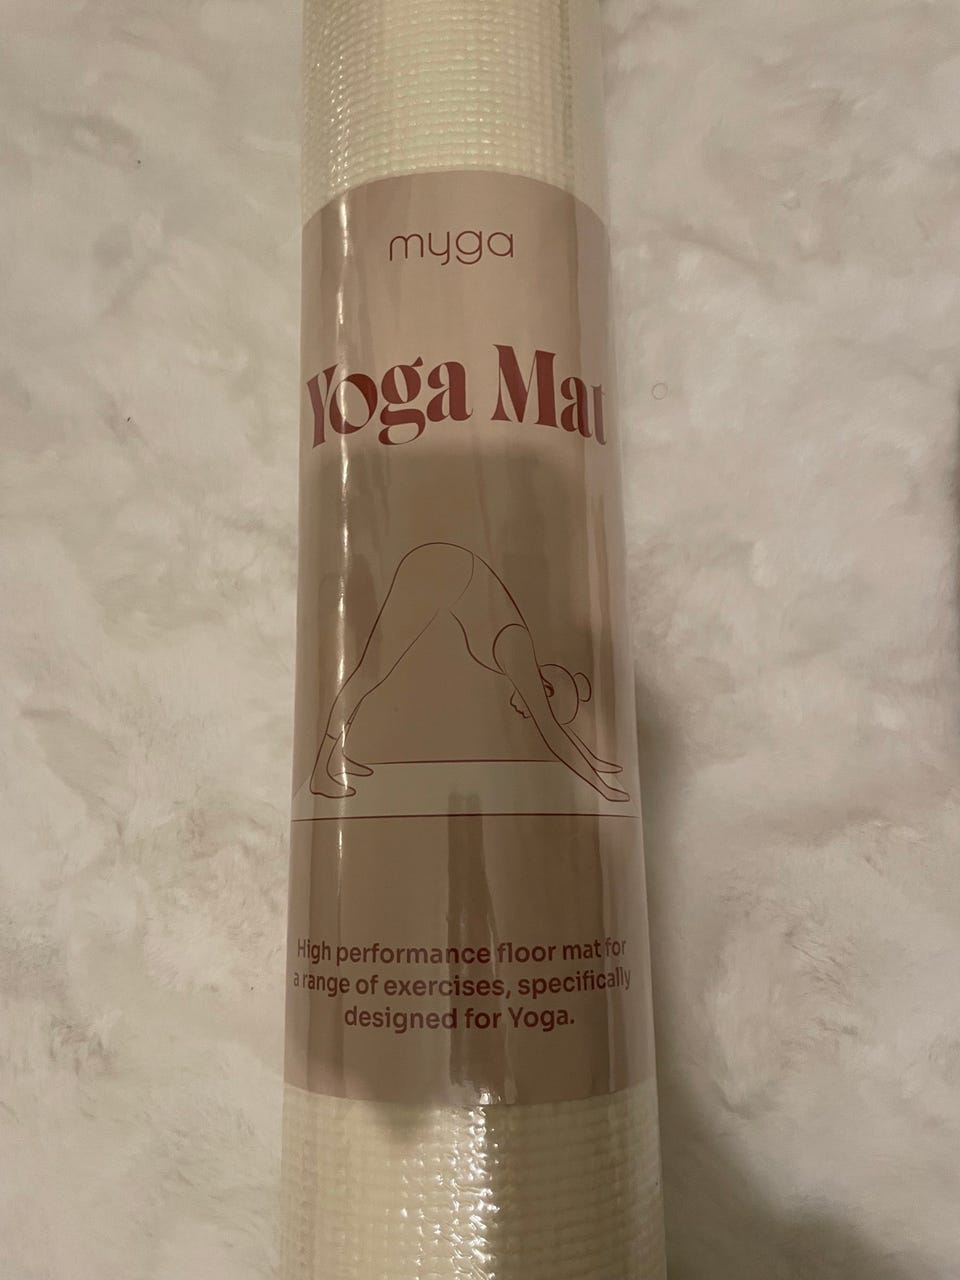 myga
Yoga Mat
High performance floor mat for
a range of exercises, specifically
designed for Yoga.